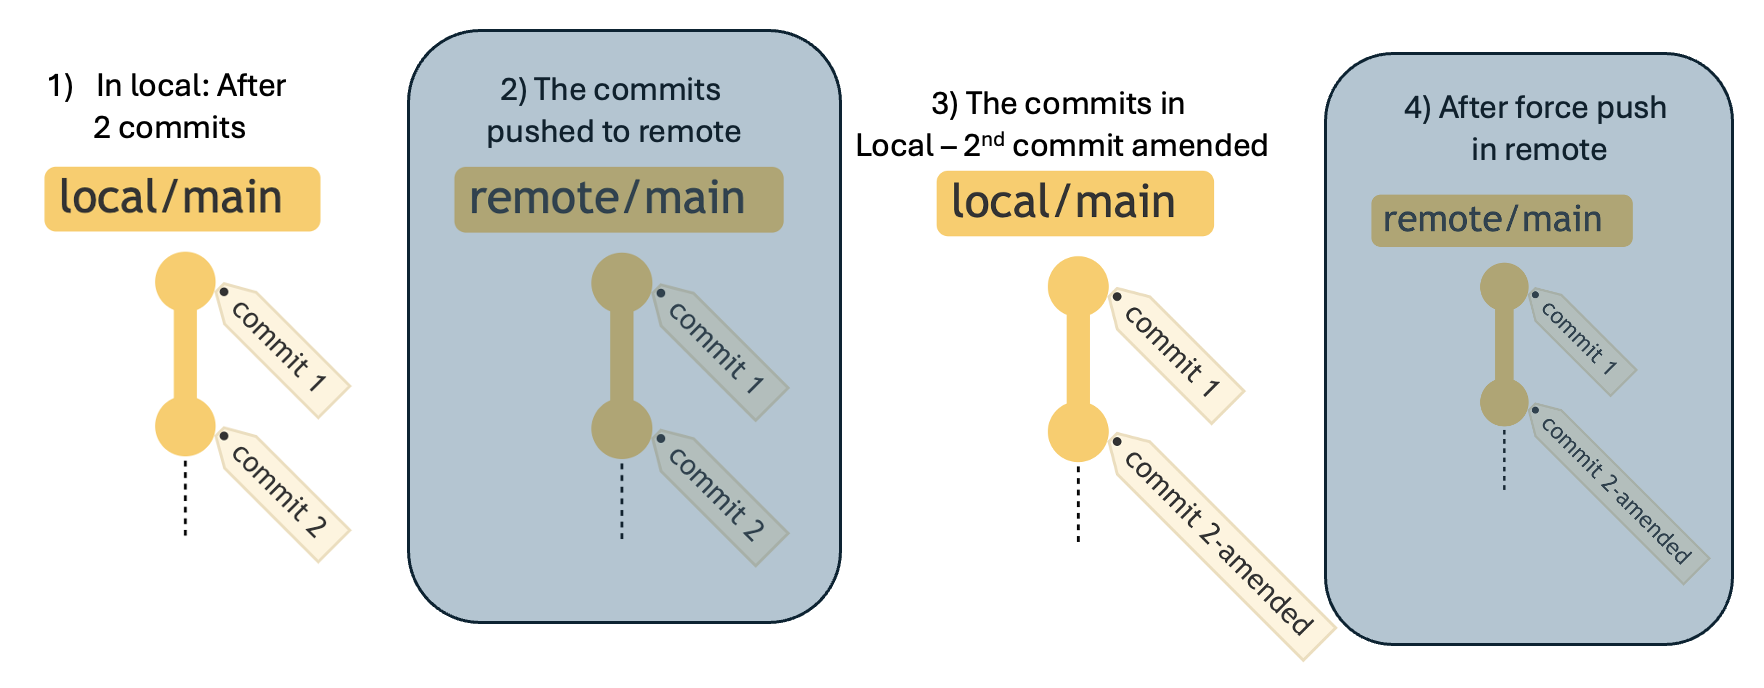 1) In local: After
2 commits
local/main
commit 1
commit 2
2) The commits
pushed to remote
remote/main
commit 1
commit 2
3) The commits in
Local – 2nd commit amended
local/main
commit 1
commit 2-amended
4) After force push
in remote
remote/main
commit 1
commit 2-amended